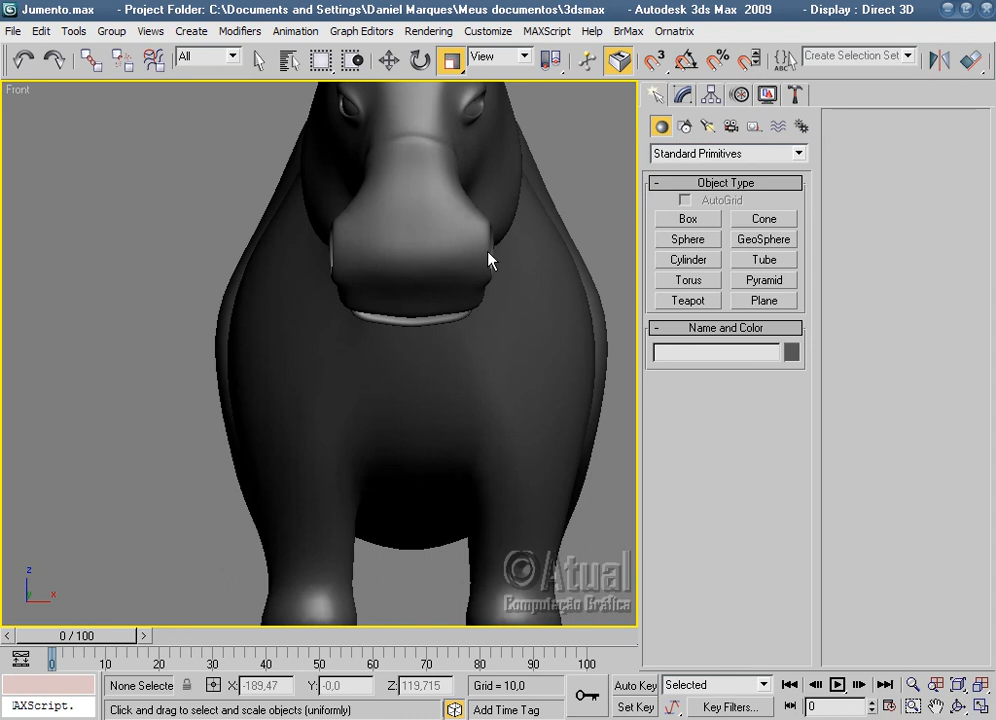 Jumento.max - Project Folder: C:\Documents and Settings\Daniel Marques\Meus documentos\3dsmax - Autodesk 3ds Max 2009 - Display : Direct 3D
File Edit Tools Group Views Create Modifiers Animation Graph Editors Rendering Customize MAXScript Help BrMax Ornatrix
All View 3 Create Selection Set
Front
Standard Primitives
- Object Type
AutoGrid
Box Cone
Sphere GeoSphere
Cylinder Tube
Torus Pyramid
Teapot Plane
- Name and Color
©Atual
Computação Gráfica
z
y x
< 0 / 100 >
0 10 20 30 40 50 60 70 80 90 100
None Selecte X: -189,47 Y: -0,0 Z: 119,715 Grid = 10,0 Auto Key Selected
AXScript. Click and drag to select and scale objects (uniformly) Add Time Tag Set Key Key Filters... 0